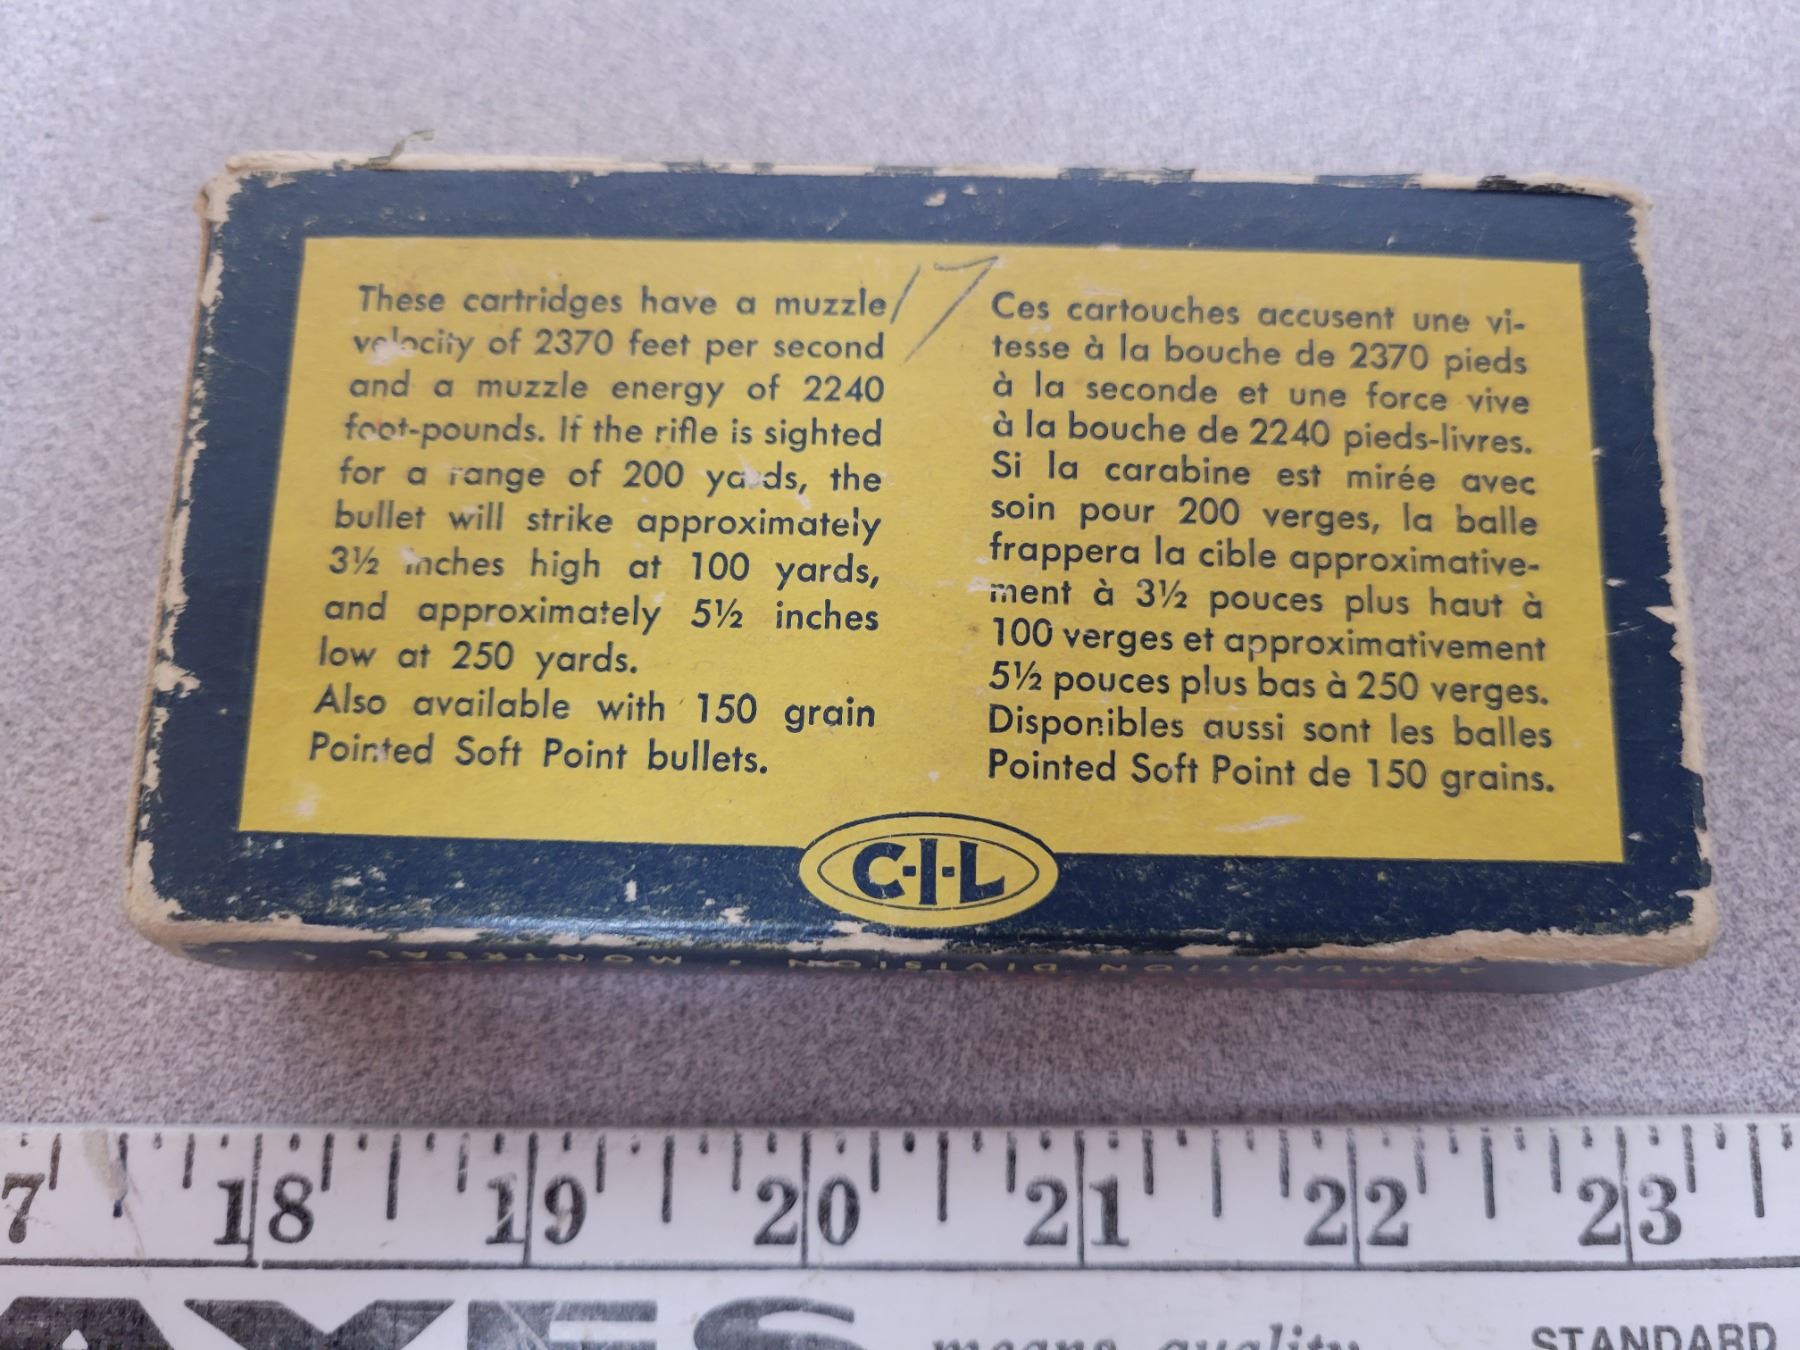 These cartridges have a muzzle
velocity of 2370 feet per second
and a muzzle energy of 2240
foot-pounds. If the rifle is sighted
for a range of 200 yards, the
bullet will strike approximately
3½ inches high at 100 yards,
and approximately 5½ inches
low at 250 yards.
Also available with 150 grain
Pointed Soft Point bullets.
17
Ces cartouches accusent une vi-
tesse à la bouche de 2370 pieds
à la seconde et une force vive
à la bouche de 2240 pieds-livres.
Si la carabine est mirée avec
soin pour 200 verges, la balle
frappera la cible approximative-
ment à 3½ pouces plus haut à
100 verges et approximativement
5½ pouces plus bas à 250 verges.
Disponibles aussi sont les balles
Pointed Soft Point de 150 grains.
C-I-L
AMMUNITION DIVISION • MONTREAL
7 18 19 20 21 22 23
means quality STANDARD